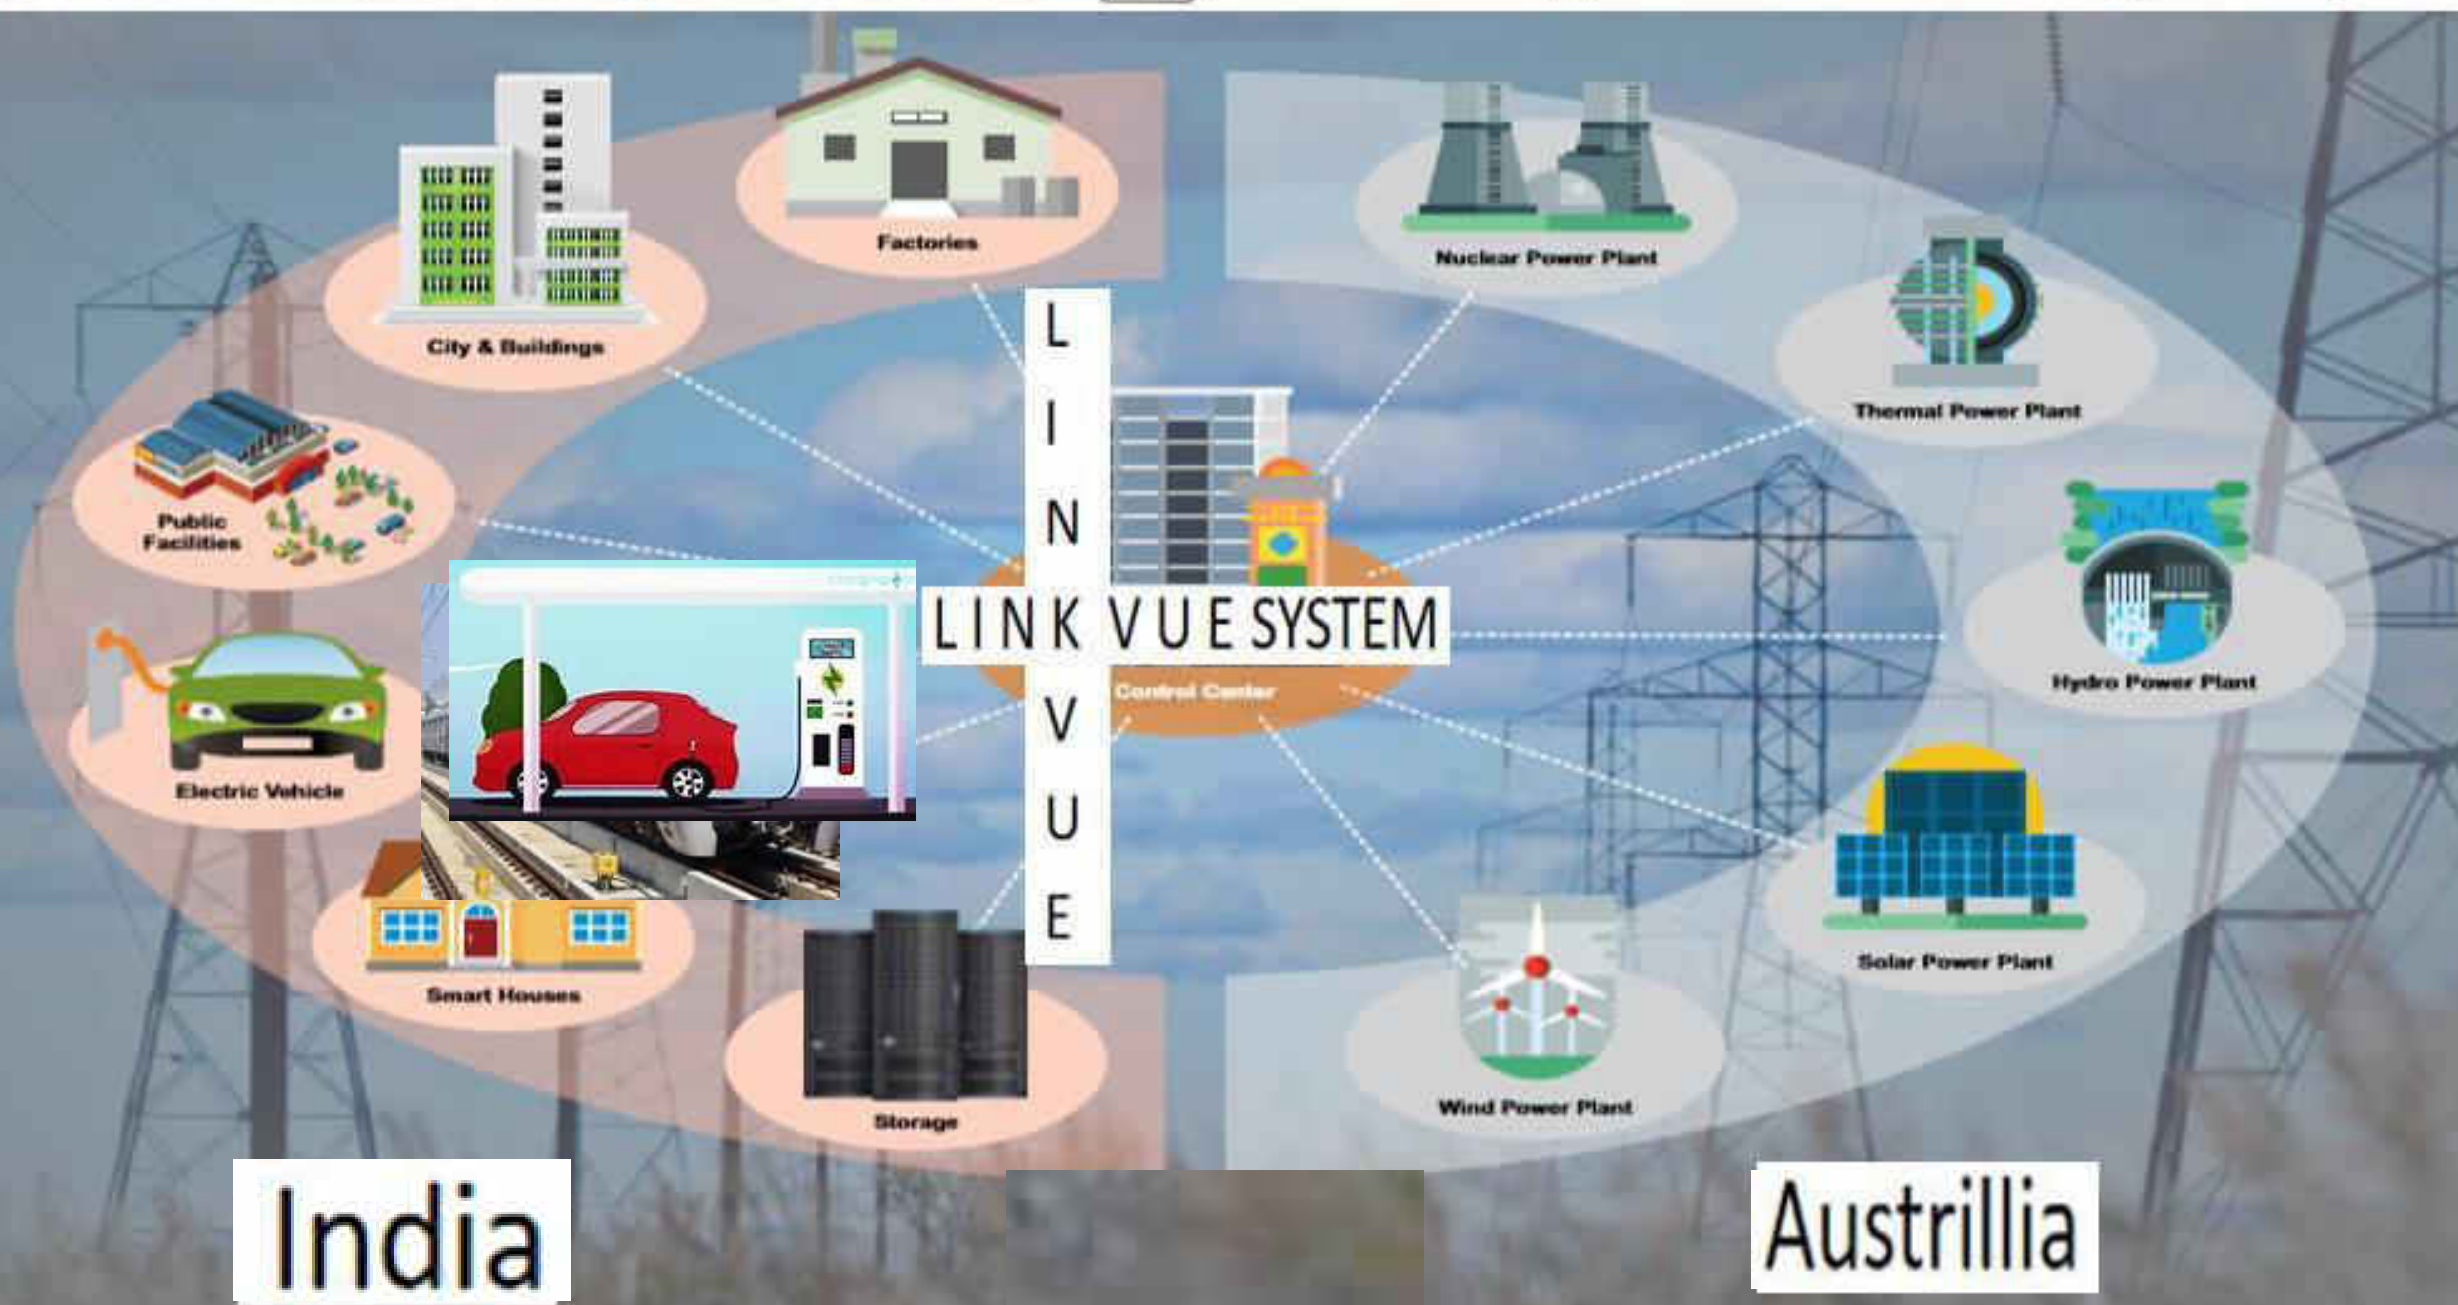 Factories
Nuclear Power Plant
City & Buildings
Thermal Power Plant
Public
Facilities
L
I
N
K
V
U
E
LINK VUE SYSTEM
Control Center
Hydro Power Plant
Electric Vehicle
Solar Power Plant
Smart Houses
Wind Power Plant
Storage
India
Austrillia